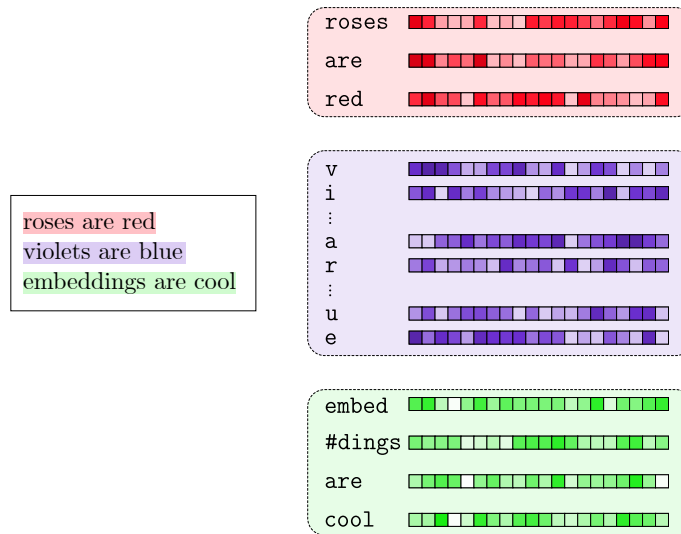 roses are red
violets are blue
embeddings are cool
roses
are
red
v
i
⋮
a
r
⋮
u
e
embed
#dings
are
cool